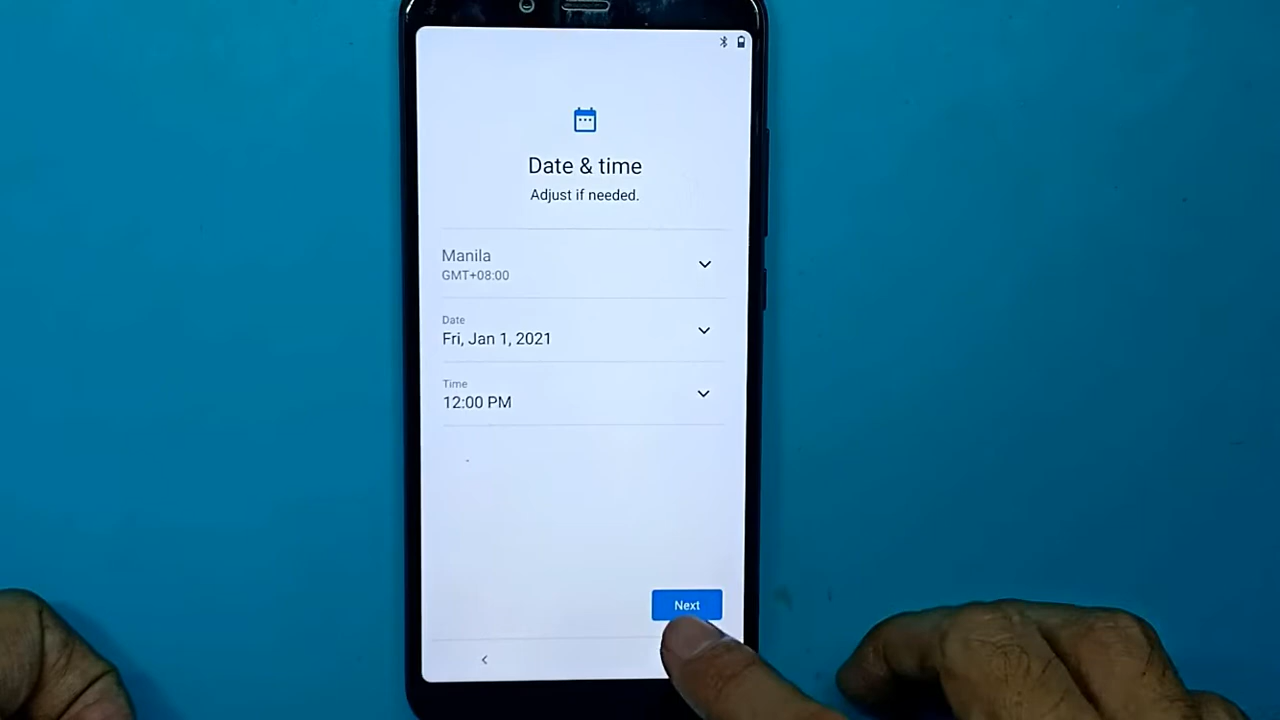 Date & time
Adjust if needed.
Manila
GMT+08:00
Date
Fri, Jan 1, 2021
Time
12:00 PM
Next